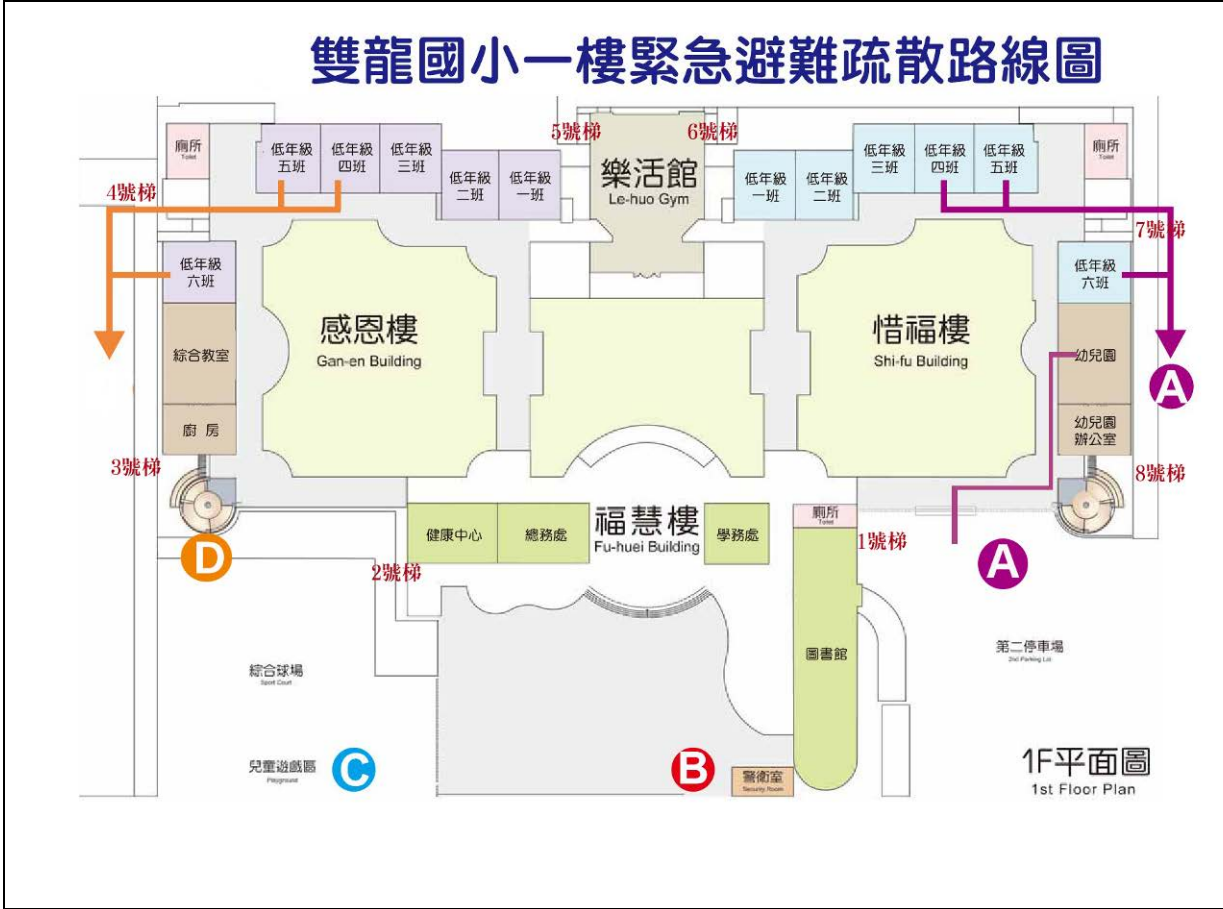 雙龍國小一樓緊急避難疏散路線圖
5號梯
6號梯
廁所
Toilet
低年級
五班
低年級
四班
低年級
三班
低年級
二班
低年級
一班
樂活館
Le-huo Gym
低年級
一班
低年級
二班
低年級
三班
低年級
四班
低年級
五班
廁所
Toilet
4號梯
7號梯
低年級
六班
低年級
六班
感恩樓
Gan-en Building
惜福樓
Shi-fu Building
綜合教室
幼兒園
A
廚房
幼兒園
辦公室
3號梯
8號梯
健康中心
總務處
福慧樓
Fu-huei Building
學務處
廁所
Toilet
1號梯
D
2號梯
A
綜合球場
Sport Court
圖書館
第二停車場
2nd Parking Lot
兒童遊戲區
Playground
C
B
警衛室
Security Room
1F平面圖
1st Floor Plan